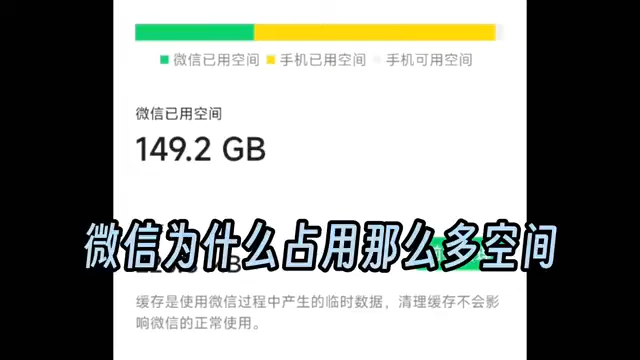 微信已用空间 手机已用空间 手机可用空间
微信已用空间
149.2 GB
微信为什么占用那么多空间
缓存是使用微信过程中产生的临时数据，清理缓存不会影
响微信的正常使用。